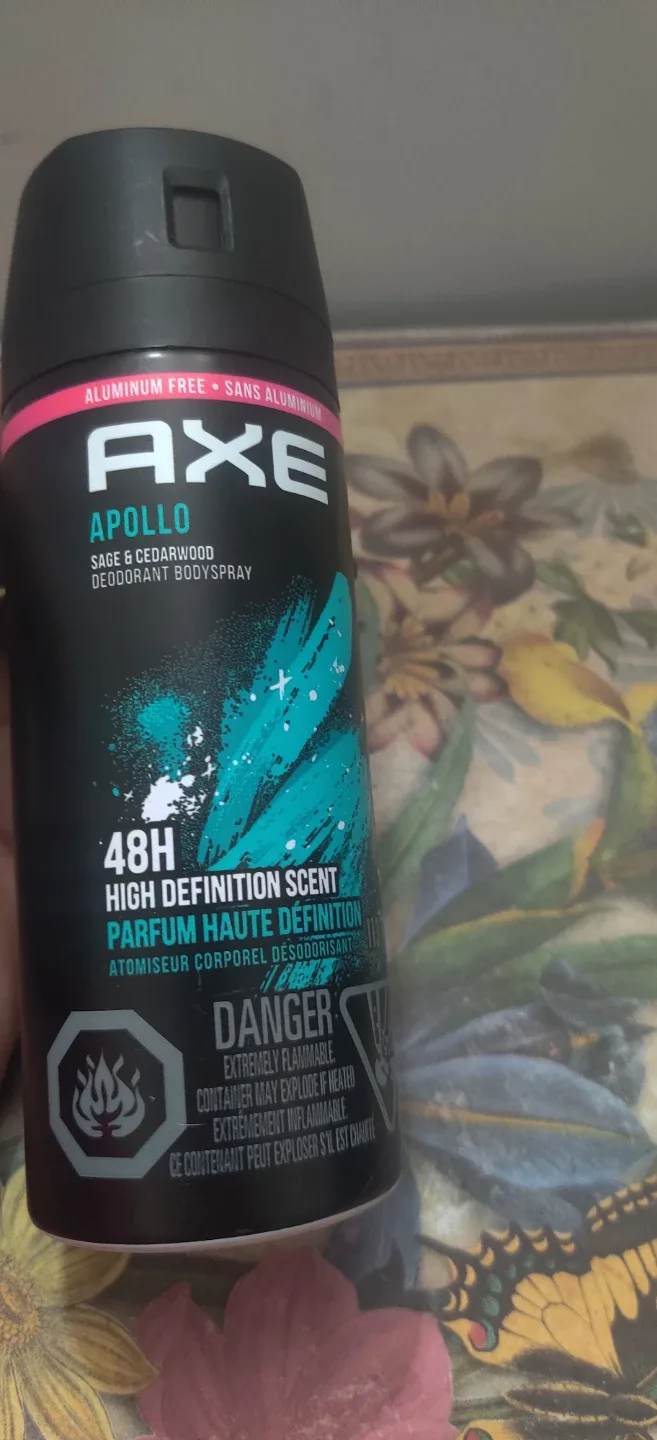 ALUMINUM FREE • SANS ALUMINIUM
AXE
APOLLO
SAGE & CEDARWOOD
DEODORANT BODYSPRAY
48H
HIGH DEFINITION SCENT
PARFUM HAUTE DÉFINITION
ATOMISEUR CORPOREL DÉSODORISANT
DANGER
EXTREMELY FLAMMABLE
CONTAINER MAY EXPLODE IF HEATED
EXTRÊMEMENT INFLAMMABLE
CE CONTENANT PEUT EXPLOSER S'IL EST CHAUFFÉ